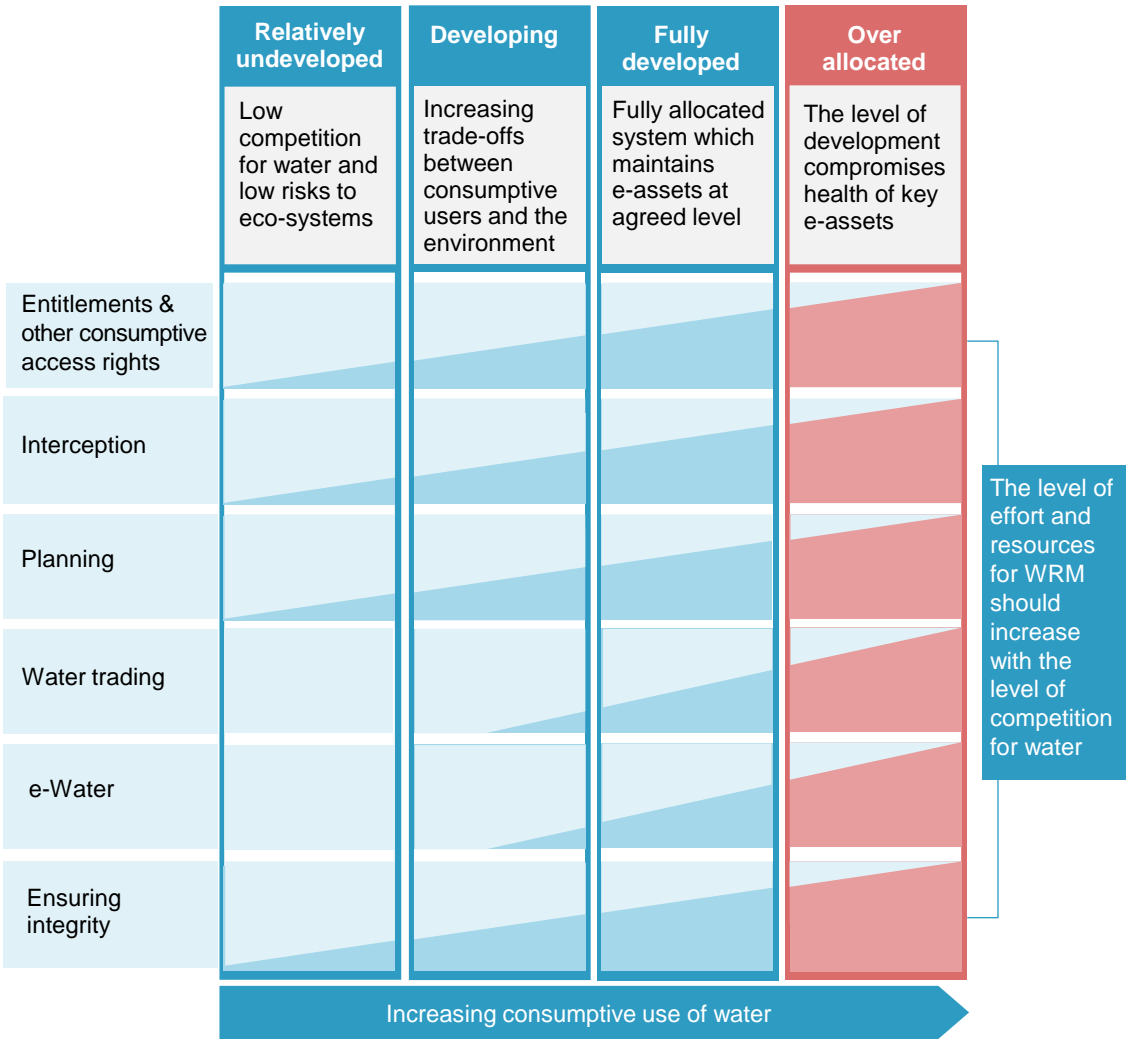 Relatively
undeveloped
Developing
Fully
developed
Over
allocated
Low
competition
for water and
low risks to
eco-systems
Increasing
trade-offs
between
consumptive
users and the
environment
Fully allocated
system which
maintains
e-assets at
agreed level
The level of
development
compromises
health of key
e-assets
Entitlements &
other consumptive
access rights
Interception
Planning
Water trading
e-Water
Ensuring
integrity
The level of
effort and
resources
for WRM
should
increase
with the
level of
competition
for water
Increasing consumptive use of water